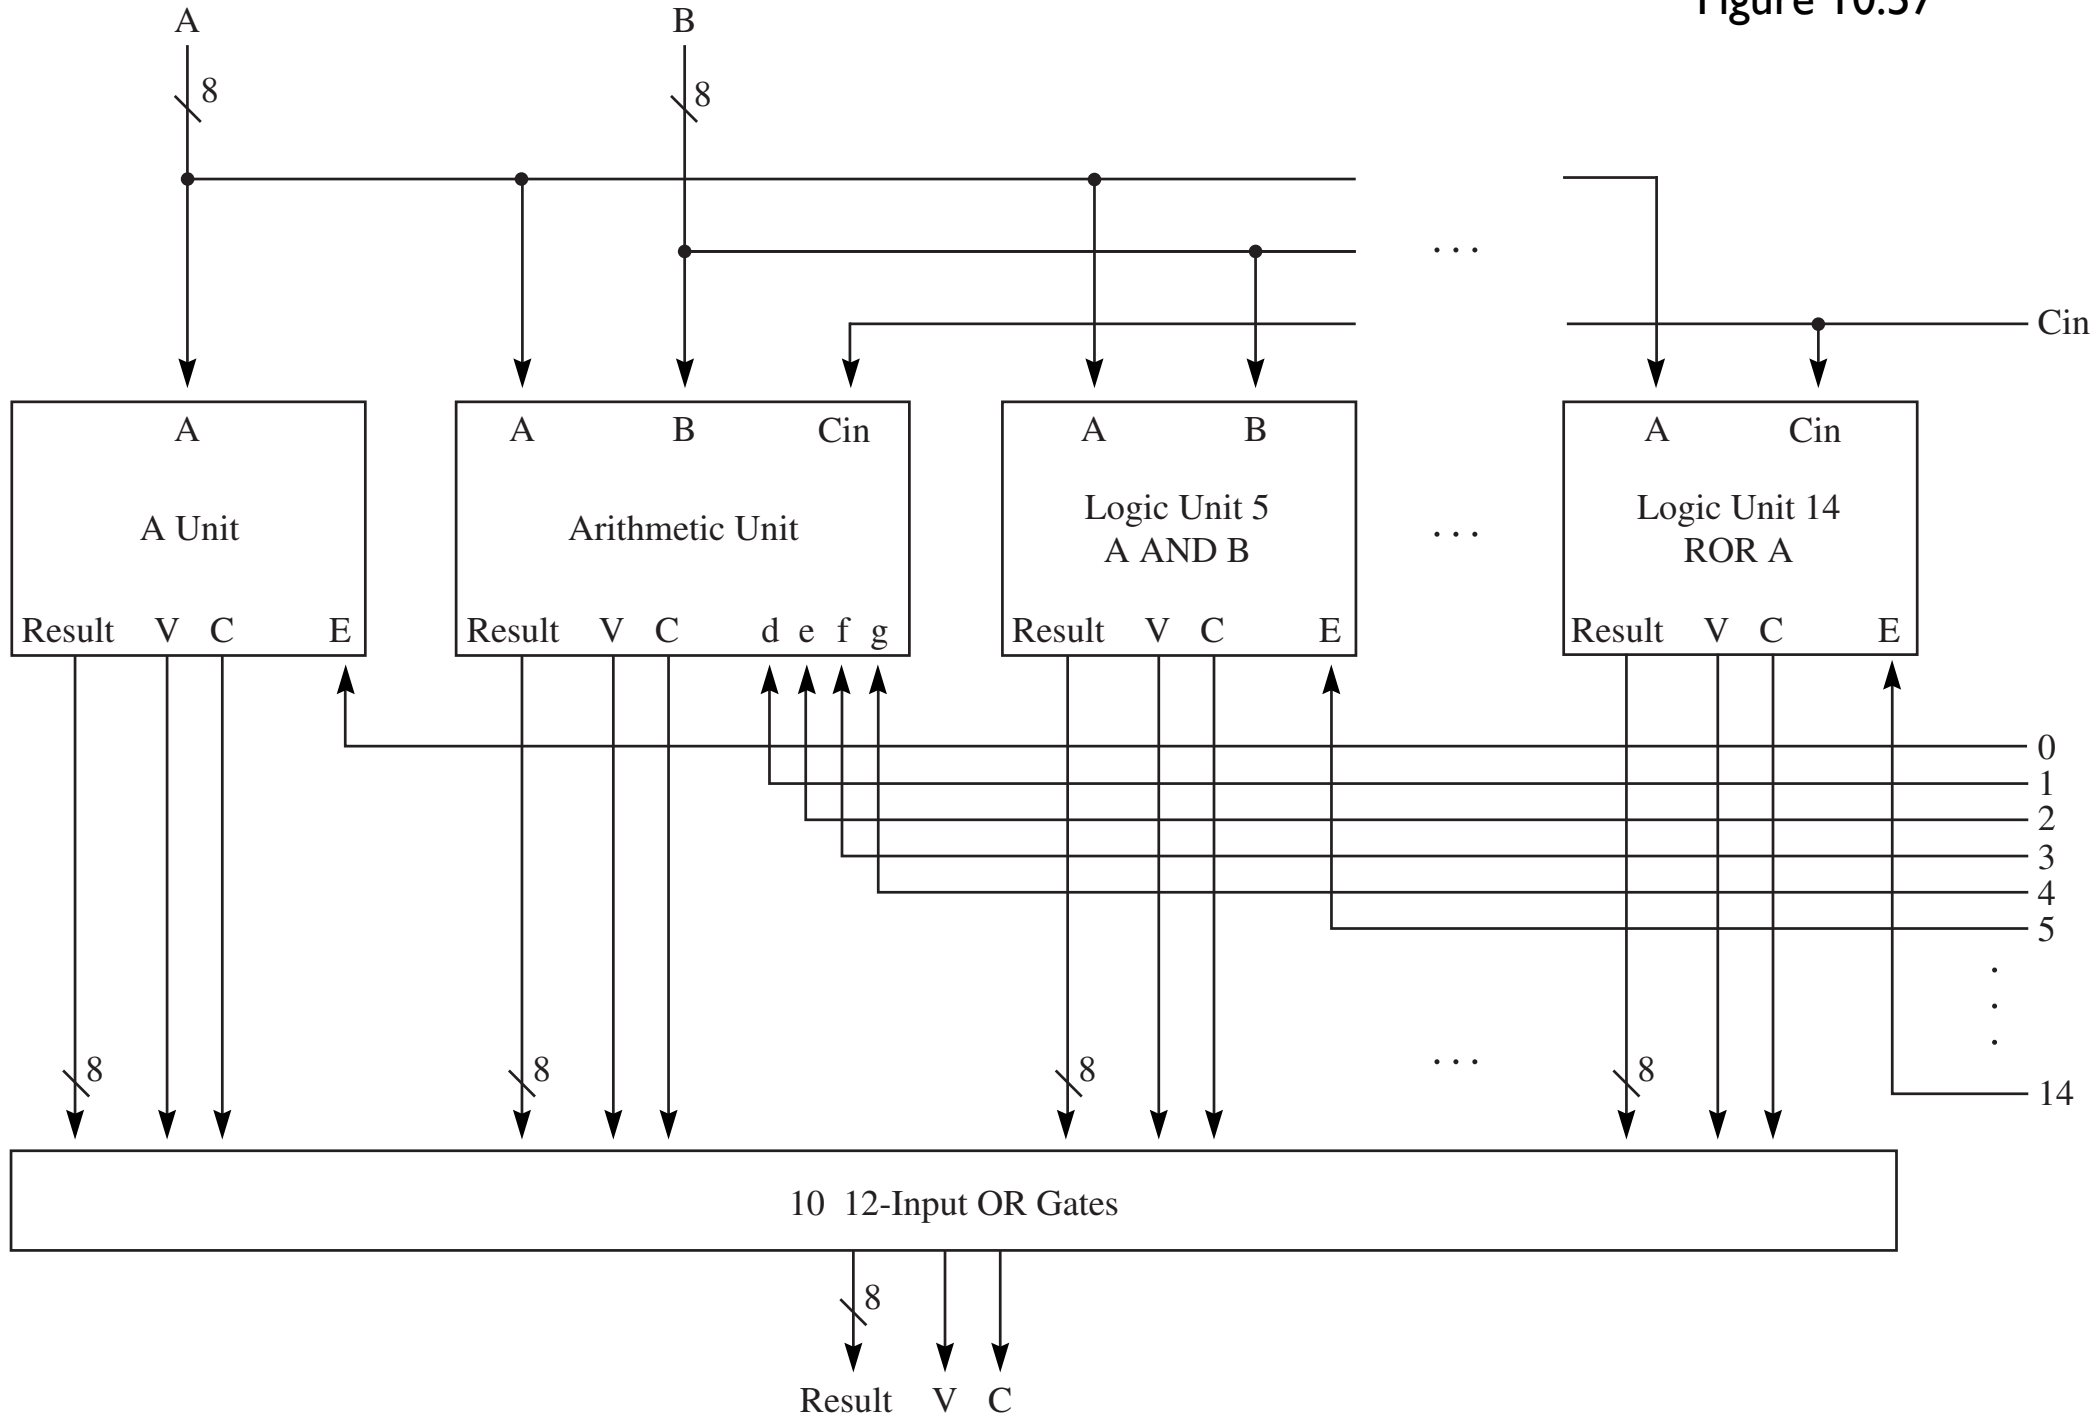 Figure 10.57
A B
8 8
. . .
Cin
A
A B Cin
A B
A Cin
A Unit
Arithmetic Unit
Logic Unit 5
A AND B
. . .
Logic Unit 14
ROR A
Result V C E
Result V C d e f g
Result V C E
Result V C E
0
1
2
3
4
5
.
.
.
14
8 8 8 . . . 8
10 12-Input OR Gates
8
Result V C